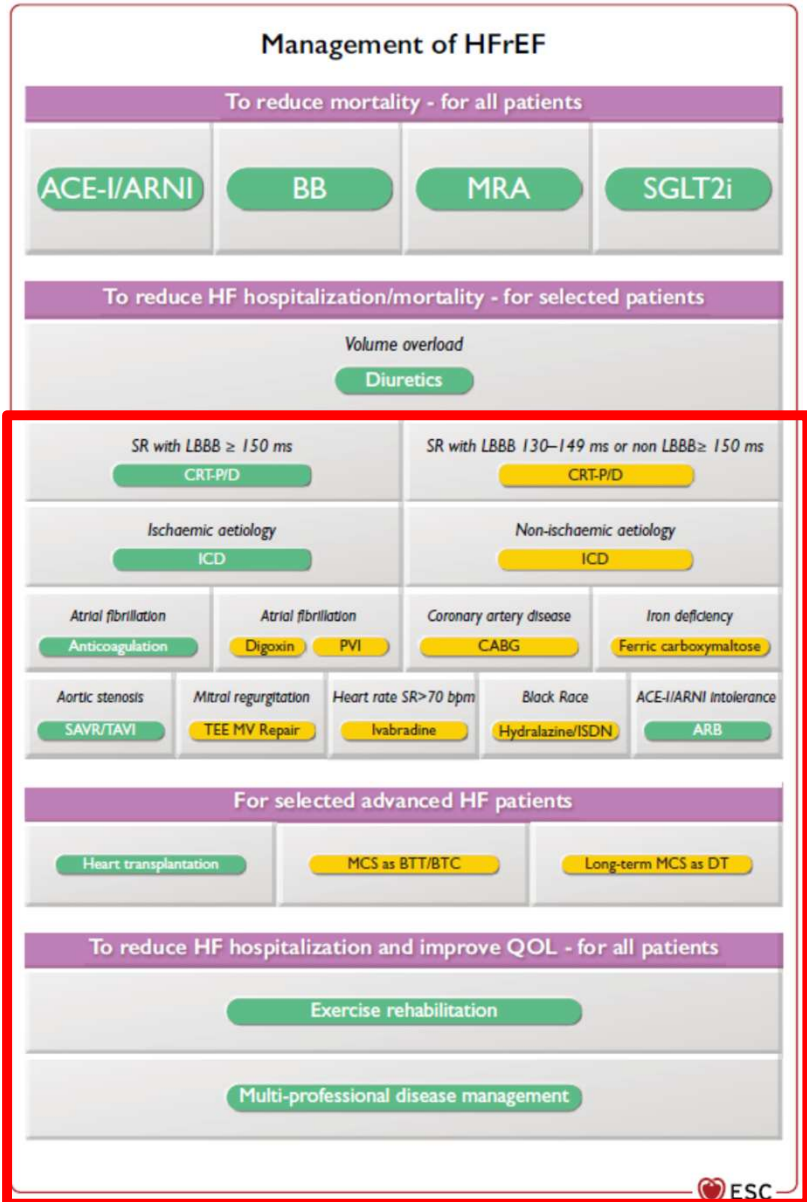 Management of HFrEF
To reduce mortality - for all patients
ACE-I/ARNI BB MRA SGLT2i
To reduce HF hospitalization/mortality - for selected patients
Volume overload
Diuretics
SR with LBBB ≥ 150 ms SR with LBBB 130–149 ms or non LBBB≥ 150 ms
CRT-P/D CRT-P/D
Ischaemic aetiology Non-ischaemic aetiology
ICD ICD
Atrial fibrillation Atrial fibrillation Coronary artery disease Iron deficiency
Anticoagulation Digoxin PVI CABG Ferric carboxymaltose
Aortic stenosis Mitral regurgitation Heart rate SR>70 bpm Black Race ACE-I/ARNI intolerance
SAVR/TAVI TEE MV Repair Ivabradine Hydralazine/ISDN ARB
For selected advanced HF patients
Heart transplantation MCS as BTT/BTC Long-term MCS as DT
To reduce HF hospitalization and improve QOL - for all patients
Exercise rehabilitation
Multi-professional disease management
ESC